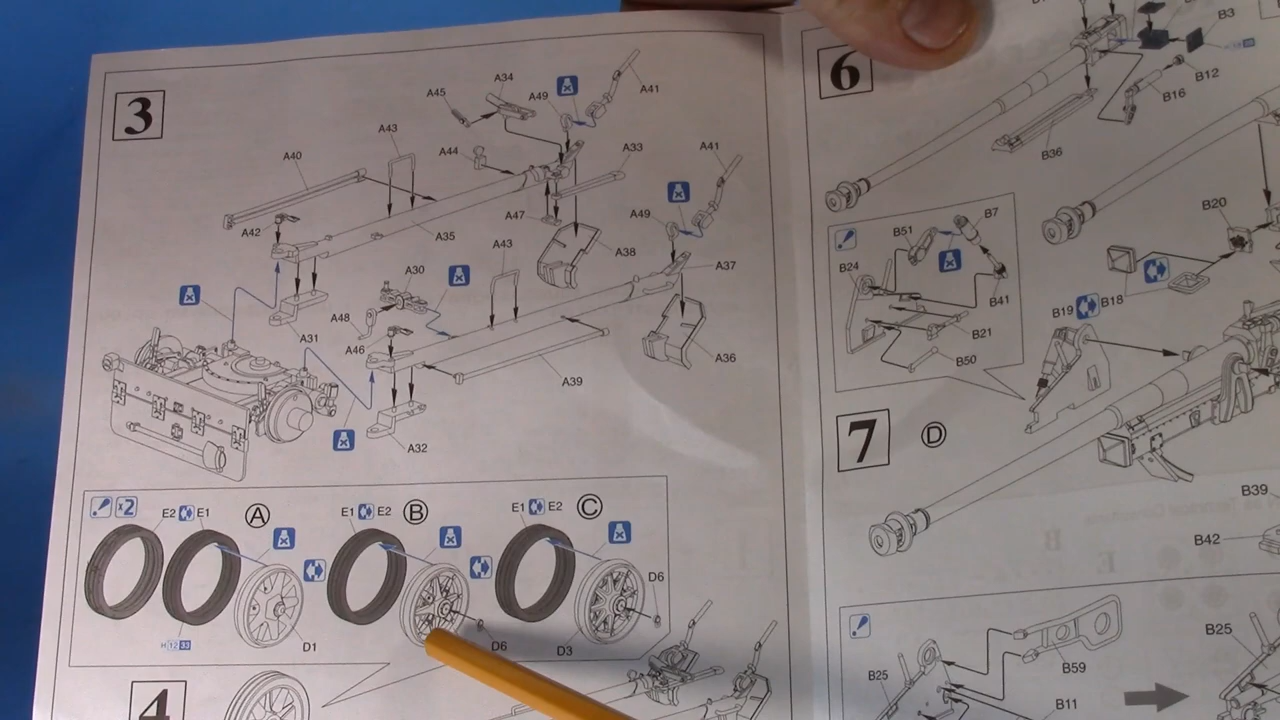 3
A34
A45
A49
A41
A43
A44
A33
A41
A40
A47
A49
A42
A35
A43
A38
A30
A37
A48
A31
A46
A36
A39
A32
x2
E2 E1 A
E1 E2 B
E1 E2 C
D6
H 12 33
D1
D6
D3
4
6
B3
B12
B16
B36
B7
B51
B20
B24
B41
B18
B19
B21
B50
7 D
B39
B42
B25
B59
B25
B11